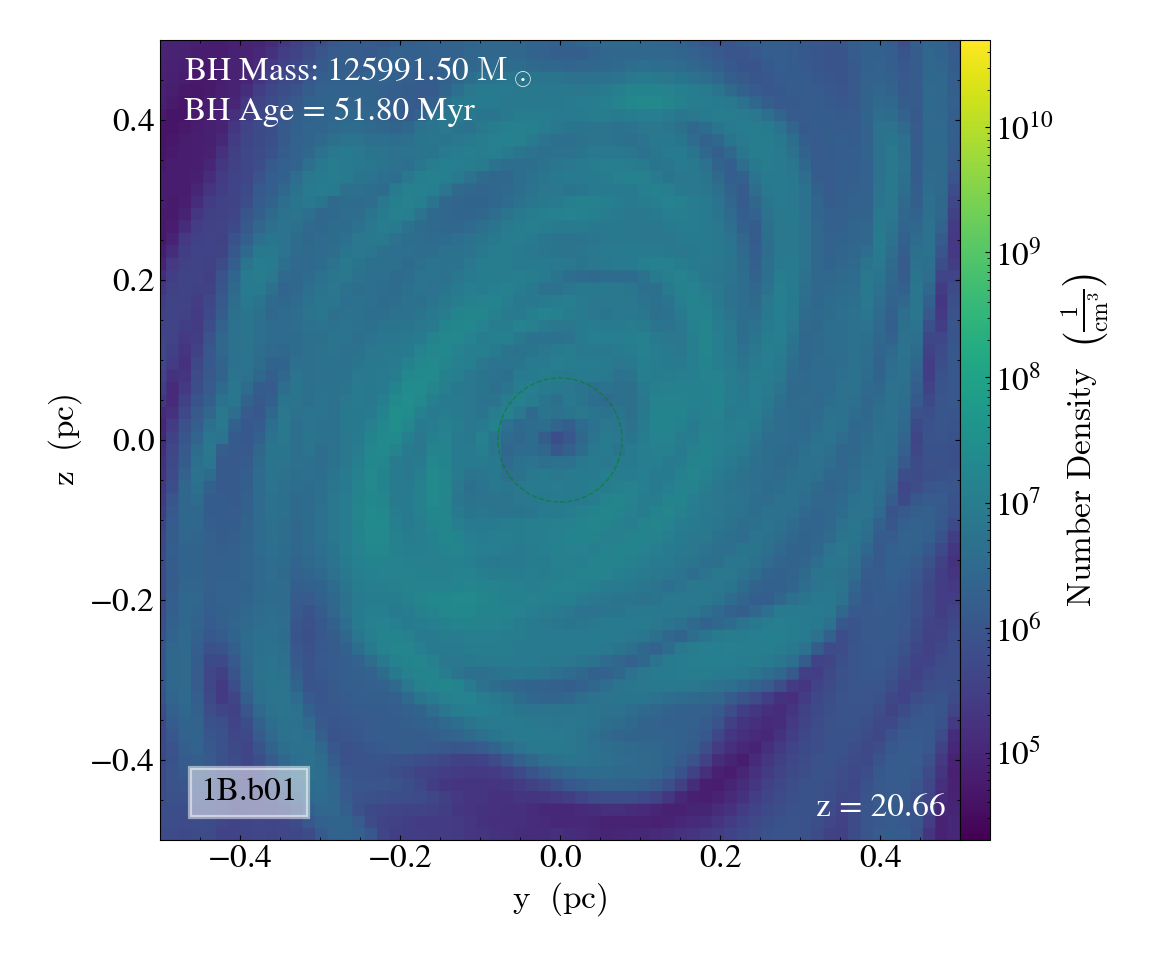 BH Mass: 125991.50 M☉
BH Age = 51.80 Myr
0.4
0.2
0.0
−0.2
−0.4
z (pc)
1B.b01
z = 20.66
−0.4 −0.2 0.0 0.2 0.4
y (pc)
10¹⁰
10⁹
10⁸
10⁷
10⁶
10⁵
Number Density (1/cm³)